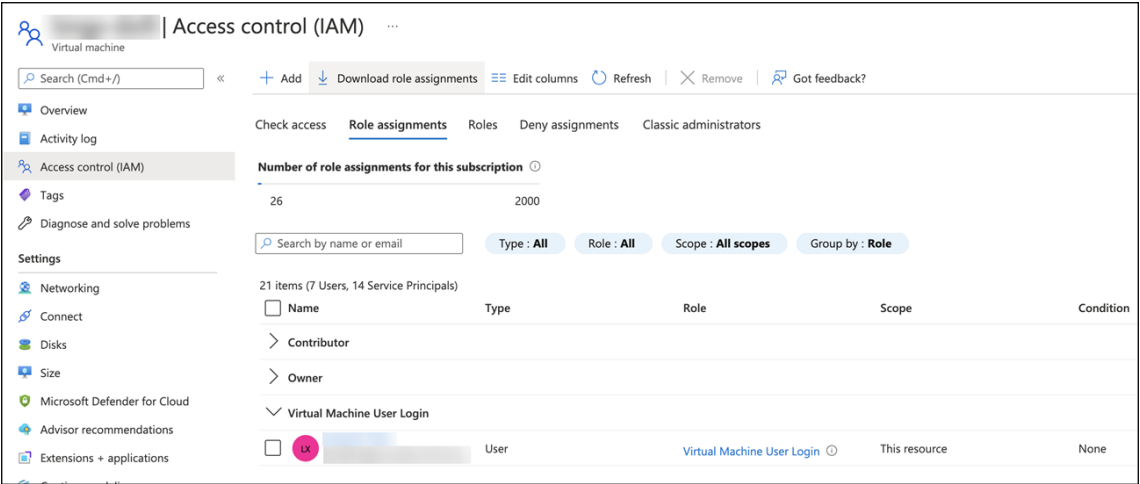 | Access control (IAM) ...
Virtual machine
Search (Cmd+/) «
Add Download role assignments Edit columns Refresh Remove Got feedback?
Overview
Activity log
Access control (IAM)
Tags
Diagnose and solve problems
Settings
Networking
Connect
Disks
Size
Microsoft Defender for Cloud
Advisor recommendations
Extensions + applications
Check access Role assignments Roles Deny assignments Classic administrators
Number of role assignments for this subscription
26 2000
Search by name or email Type : All Role : All Scope : All scopes Group by : Role
21 items (7 Users, 14 Service Principals)
Name Type Role Scope Condition
Contributor
Owner
Virtual Machine User Login
LX User Virtual Machine User Login This resource None